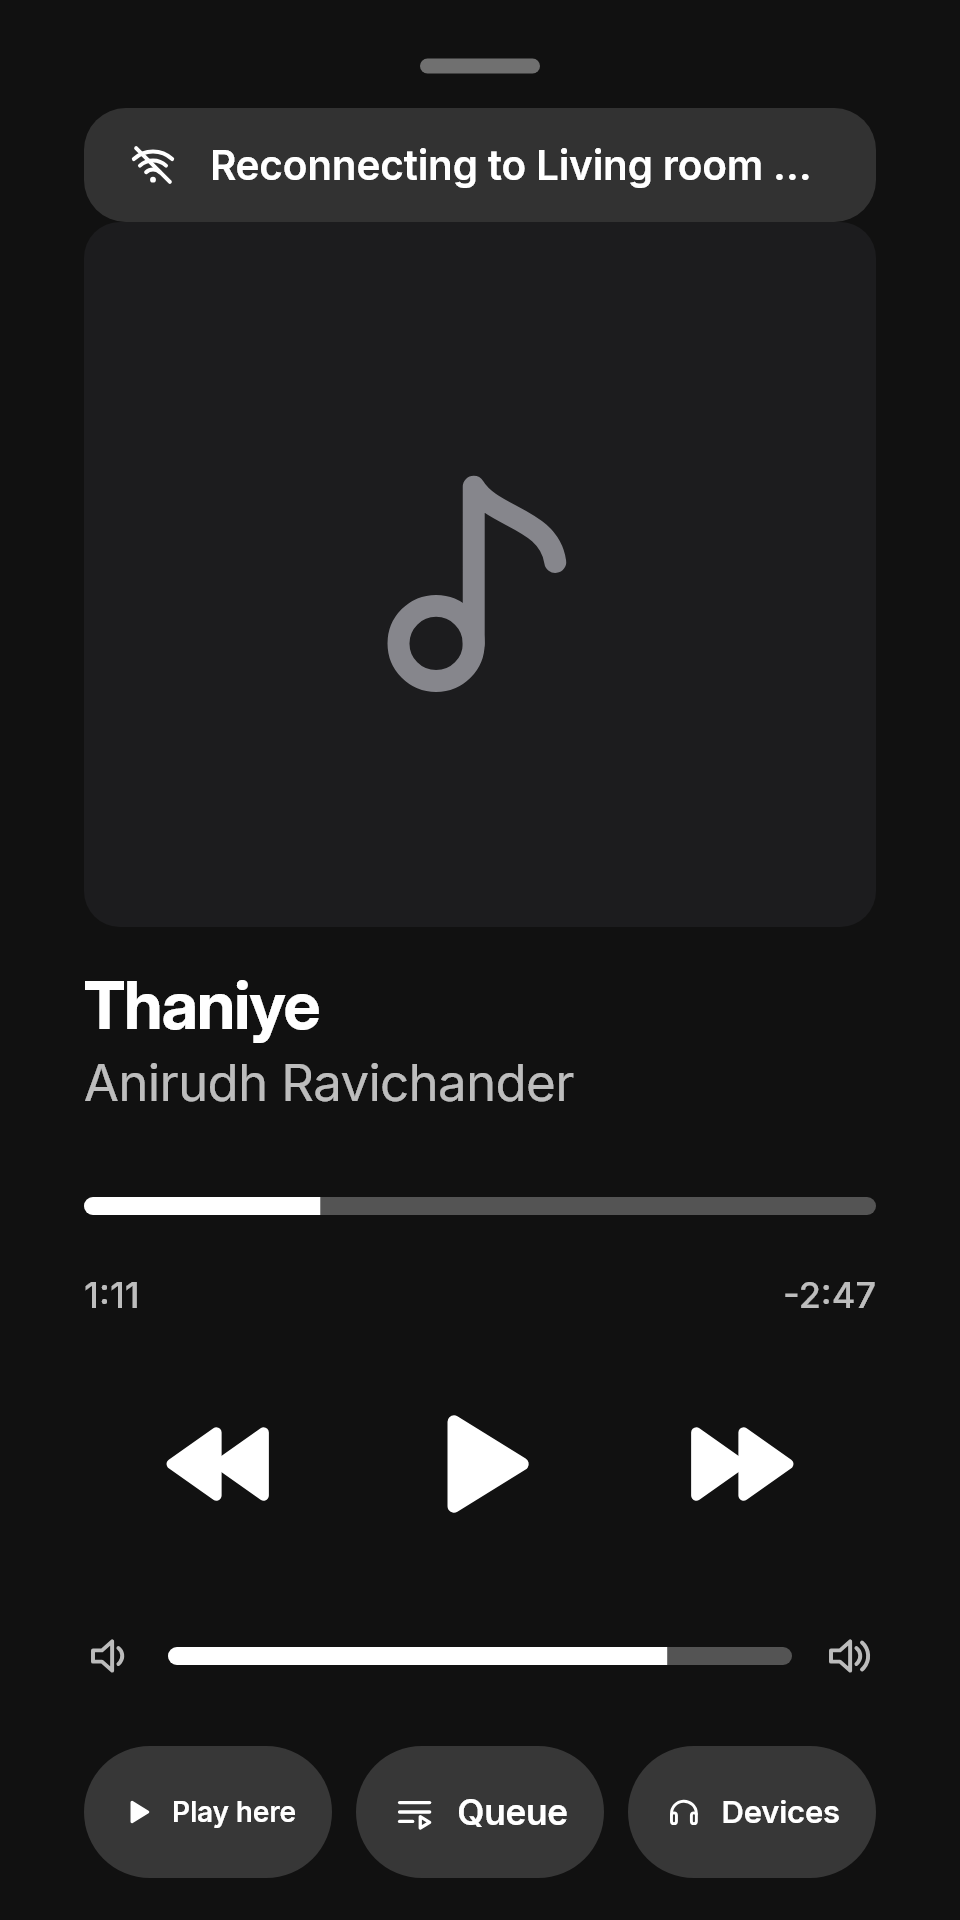 Reconnecting to Living room ...
Thaniye
Anirudh Ravichander
1:11
-2:47
Play here
Queue
Devices